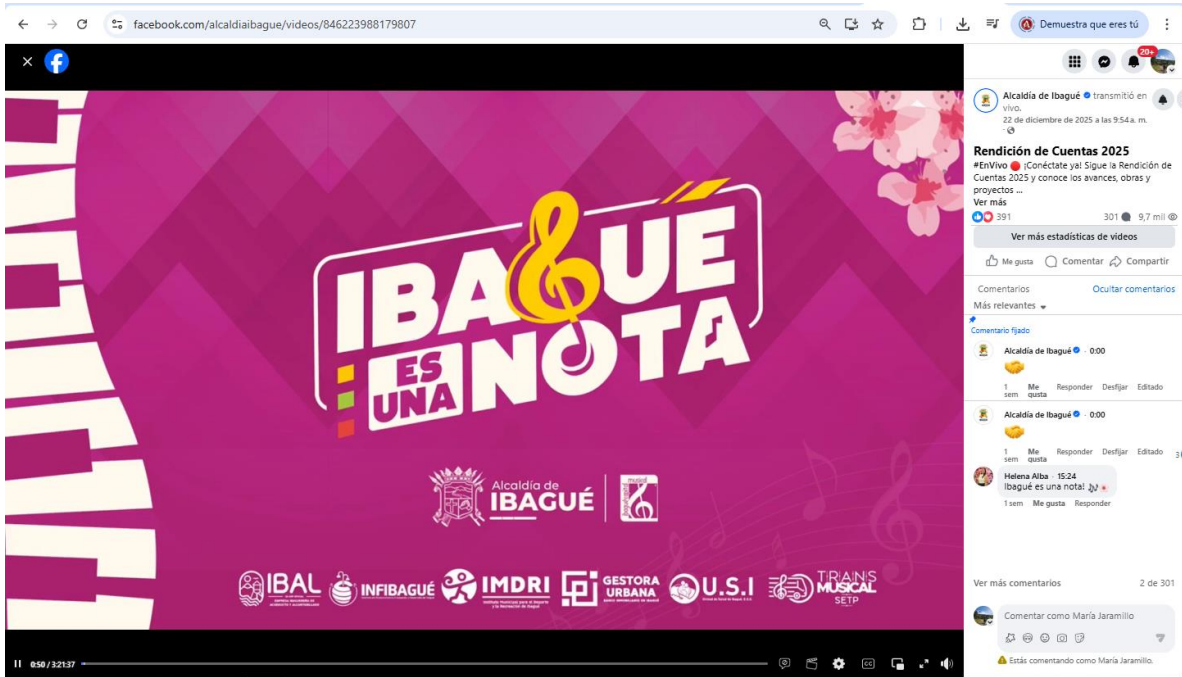 facebook.com/alcaldiaibague/videos/846223988179807
Demuestra que eres tú
20+
Alcaldía de Ibagué transmitió en
vivo.
22 de diciembre de 2025 a las 9:54 a. m.
Rendición de Cuentas 2025
#EnVivo 🔴 ¡Conéctate ya! Sigue la Rendición de
Cuentas 2025 y conoce los avances, obras y
proyectos ...
Ver más
391 301 9,7 mil
Ver más estadísticas de videos
Me gusta Comentar Compartir
Comentarios Ocultar comentarios
Más relevantes
Comentario fijado
Alcaldía de Ibagué · 0:00
🤝
1 sem Me gusta Responder Desfijar Editado
Alcaldía de Ibagué · 0:00
🤝
1 sem Me gusta Responder Desfijar Editado
Helena Alba · 15:24
Ibagué es una nota! 🎶
1 sem Me gusta Responder
Ver más comentarios 2 de 301
Comentar como María Jaramillo
Estás comentando como María Jaramillo.
IBAGUÉ
ES UNA NOTA
Alcaldía de
IBAGUÉ
musical
IBAL
INFIBAGUÉ
IMDRI
GESTORA
URBANA
U.S.I
MUSICAL
SETP
0:50 / 3:21:37
CC